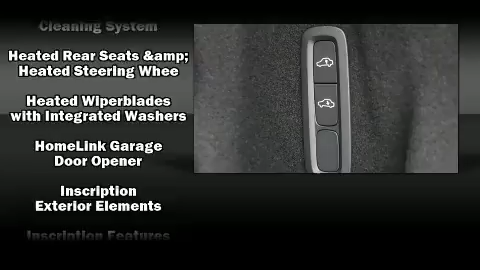 Cleaning System
Heated Rear Seats &amp;
Heated Steering Whee
Heated Wiperblades
with Integrated Washers
HomeLink Garage
Door Opener
Inscription
Exterior Elements
Inscription Features